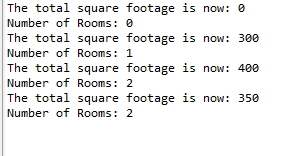 The total square footage is now: 0
Number of Rooms: 0
The total square footage is now: 300
Number of Rooms: 1
The total square footage is now: 400
Number of Rooms: 2
The total square footage is now: 350
Number of Rooms: 2